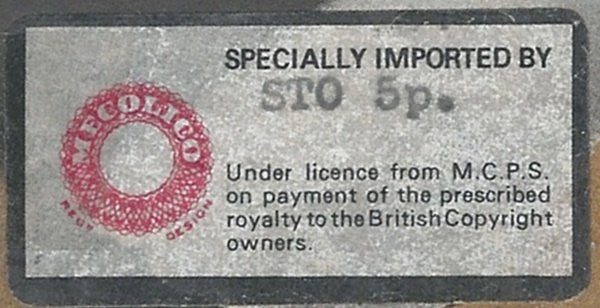 SPECIALLY IMPORTED BY
STO 5p.
MECOLICO
REGT DESIGN
Under licence from M.C.P.S.
on payment of the prescribed
royalty to the British Copyright
owners.